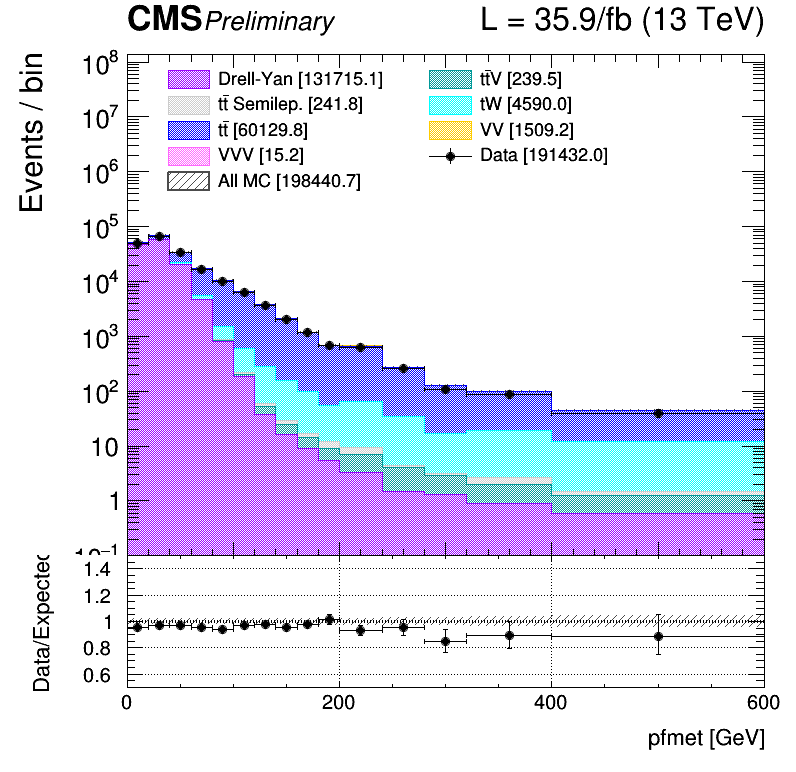 CMS Preliminary L = 35.9/fb (13 TeV)
Events / bin
10⁸
10⁷
10⁶
10⁵
10⁴
10³
10²
10
1
10⁻¹
Drell-Yan [131715.1]
tt̄ Semilep. [241.8]
tt̄ [60129.8]
VVV [15.2]
All MC [198440.7]
tt̄V [239.5]
tW [4590.0]
VV [1509.2]
Data [191432.0]
Data/Expected
1.4
1.2
1
0.8
0.6
0 200 400 600
pfmet [GeV]